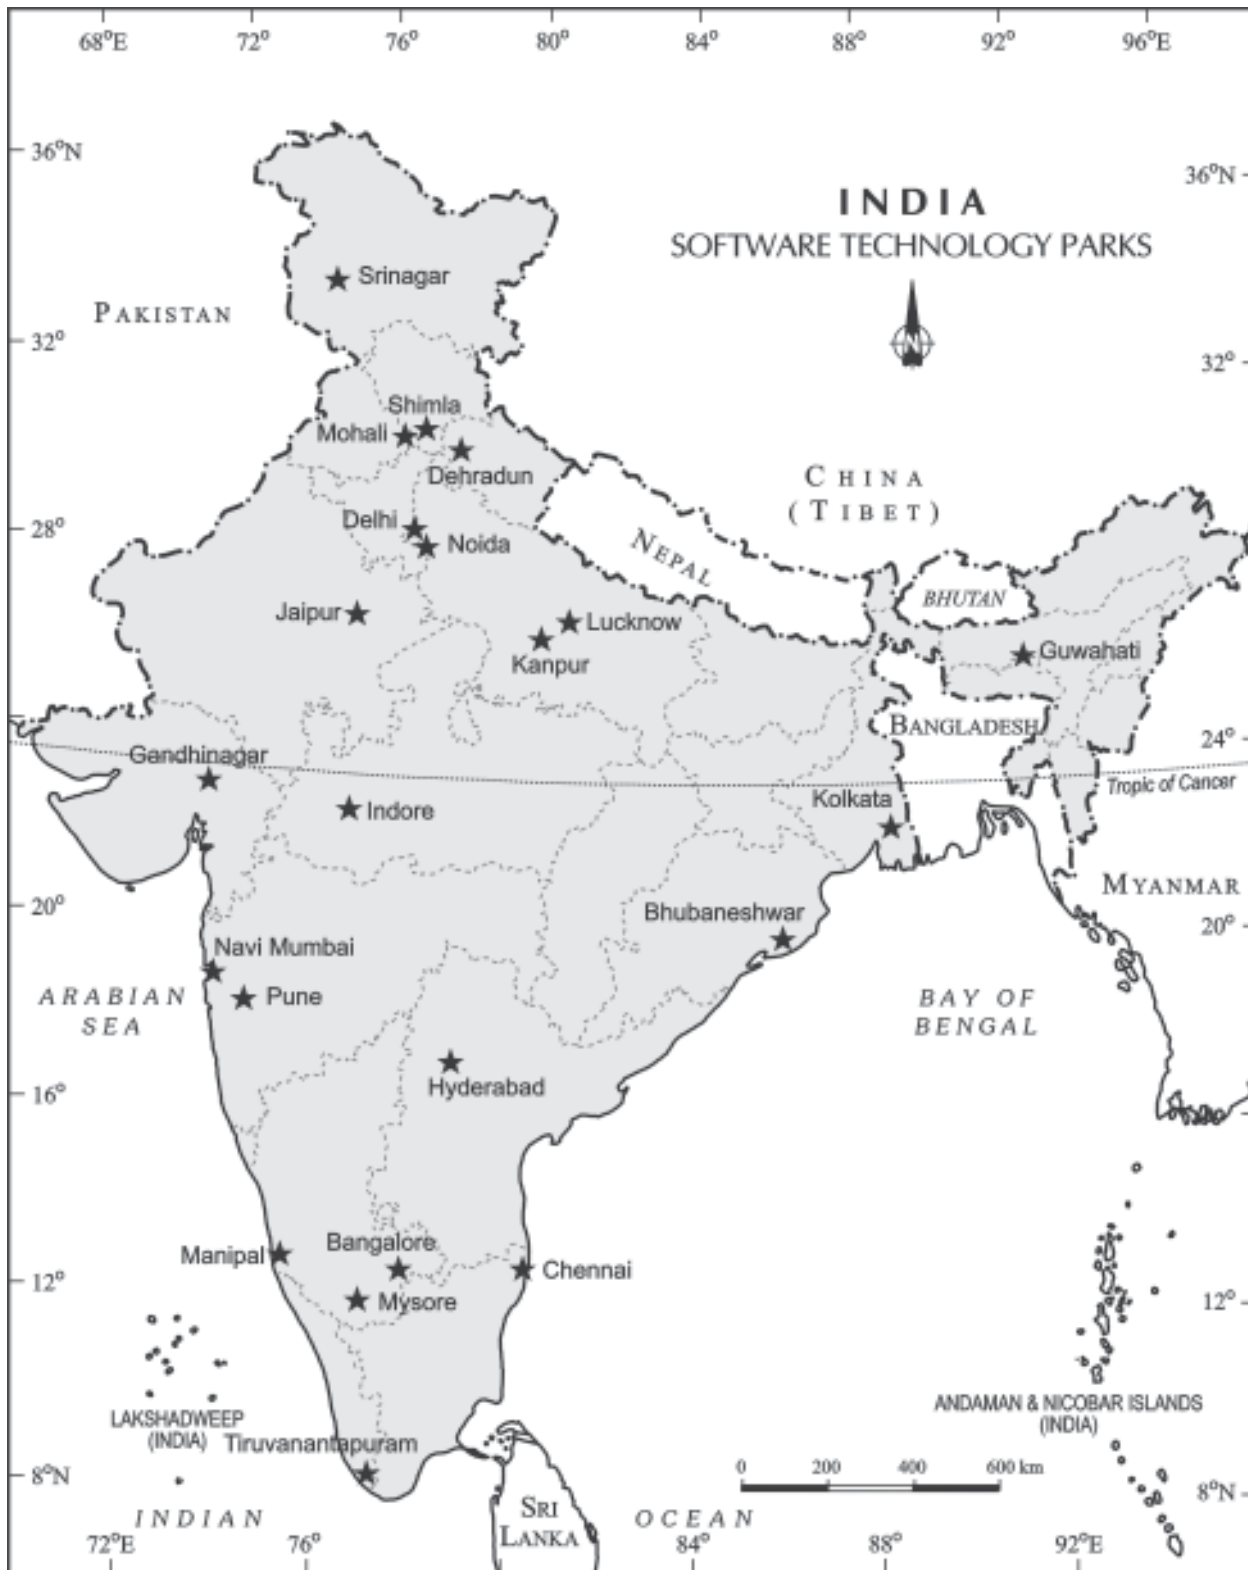 68°E 72° 76° 80° 84° 88° 92° 96°E
36°N
36°N
INDIA
SOFTWARE TECHNOLOGY PARKS
Srinagar
PAKISTAN
N
32°
32°
Shimla
Mohali
Dehradun
CHINA
(TIBET)
Delhi
28°
Noida
NEPAL
BHUTAN
Jaipur
Lucknow
Kanpur
Guwahati
BANGLADESH
24°
Gandhinagar
Tropic of Cancer
Kolkata
Indore
MYANMAR
20°
Bhubaneshwar
20°
Navi Mumbai
Pune
ARABIAN
SEA
BAY OF
BENGAL
Hyderabad
16°
Bangalore
Manipal
Chennai
12°
Mysore
12°
ANDAMAN & NICOBAR ISLANDS
(INDIA)
LAKSHADWEEP
(INDIA)
Tiruvanantapuram
0 200 400 600 km
8°N
8°N
SRI
LANKA
INDIAN OCEAN
72°E 76° 84° 88° 92°E